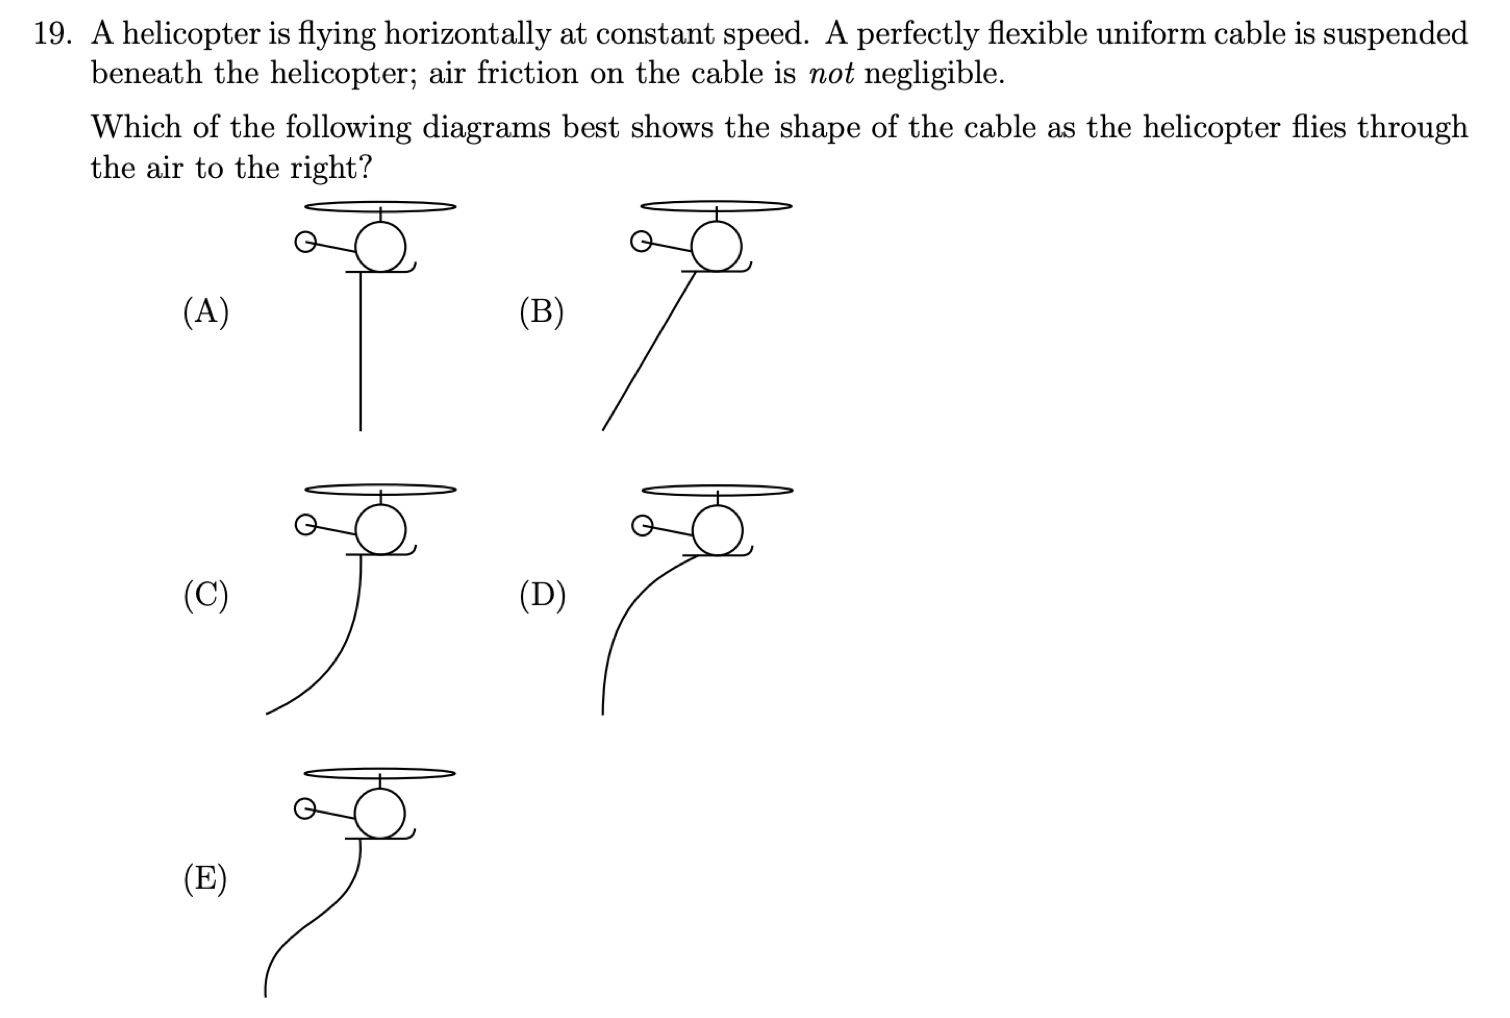 19. A helicopter is flying horizontally at constant speed. A perfectly flexible uniform cable is suspended
beneath the helicopter; air friction on the cable is not negligible.
Which of the following diagrams best shows the shape of the cable as the helicopter flies through
the air to the right?
(A)
(B)
(C)
(D)
(E)